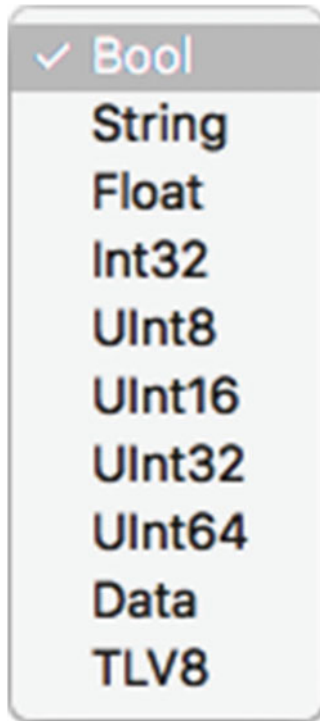 ✓ Bool
String
Float
Int32
UInt8
UInt16
UInt32
UInt64
Data
TLV8